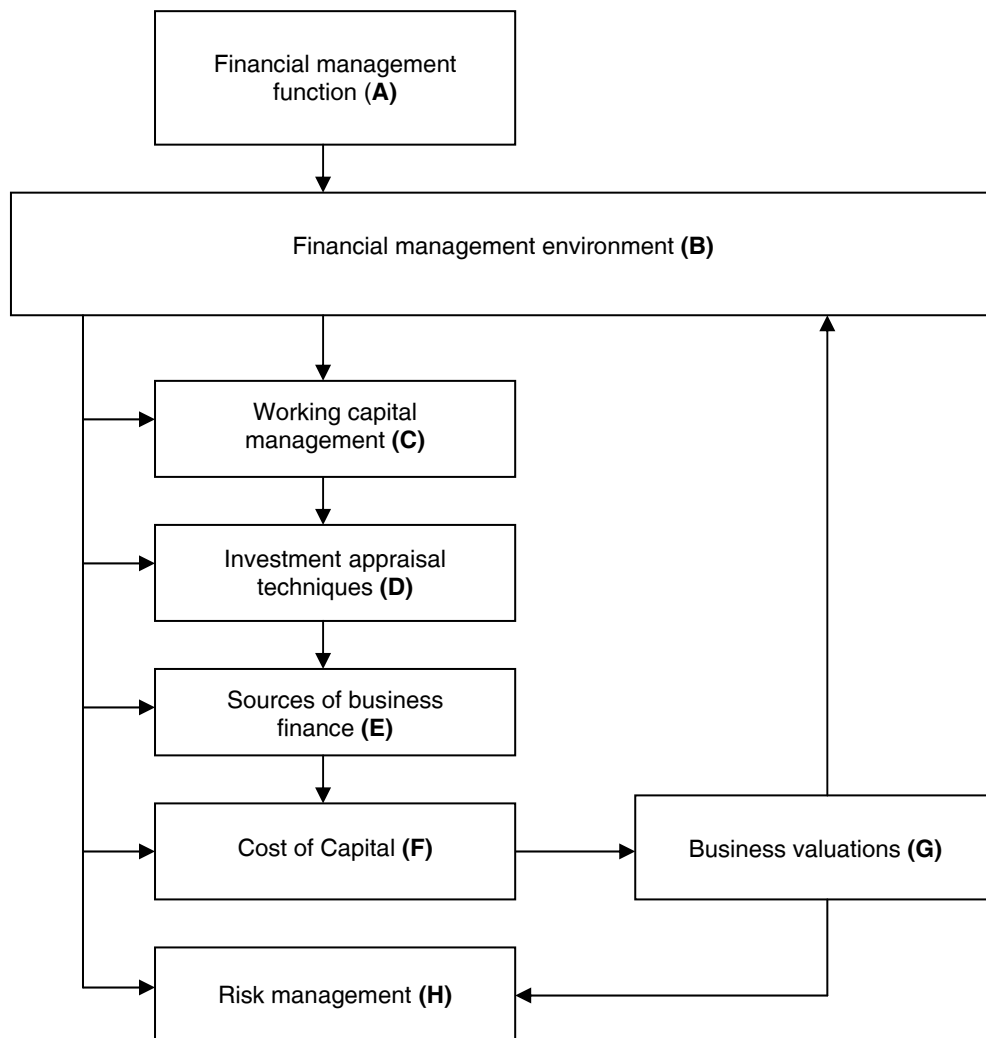 Financial management
function (A)
Financial management environment (B)
Working capital
management (C)
Investment appraisal
techniques (D)
Sources of business
finance (E)
Cost of Capital (F)
Business valuations (G)
Risk management (H)